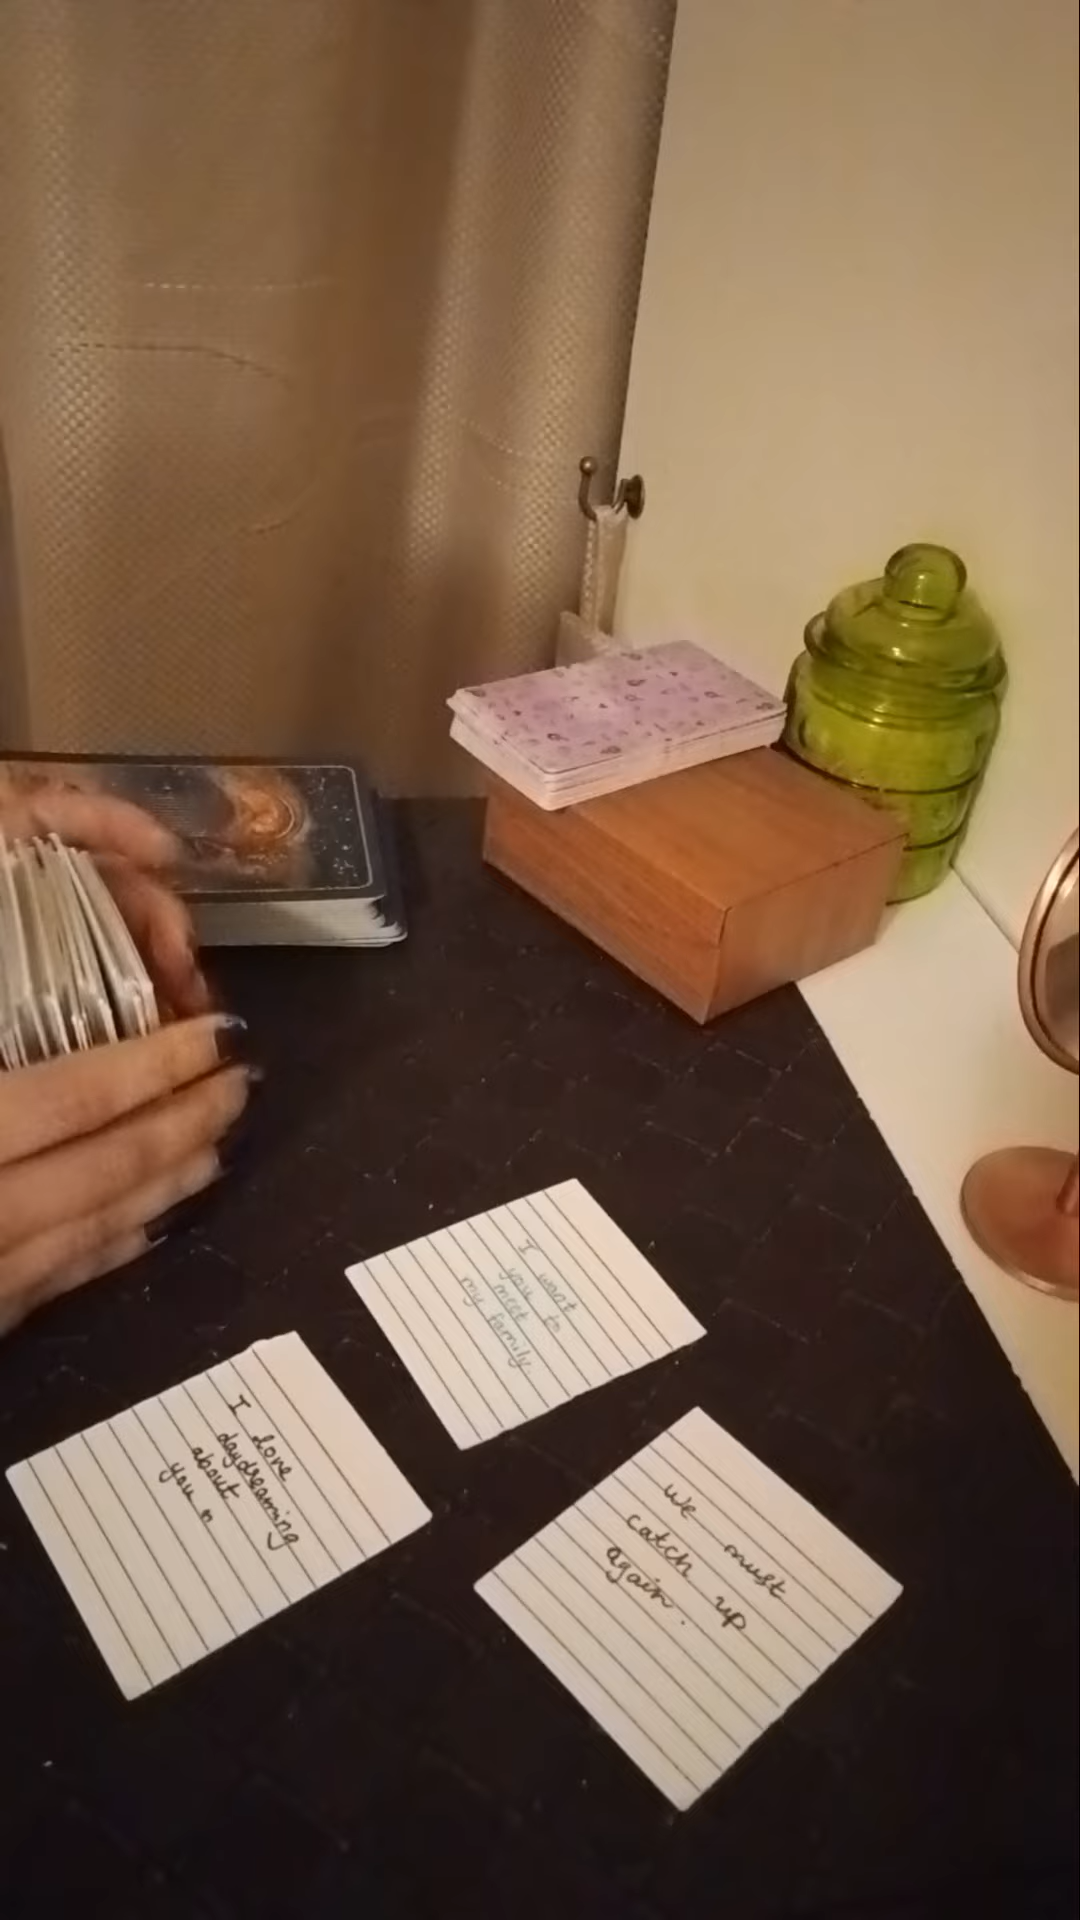 I want
you to
meet
my family.
I love
daydreaming
about
you
we must
catch up
again.